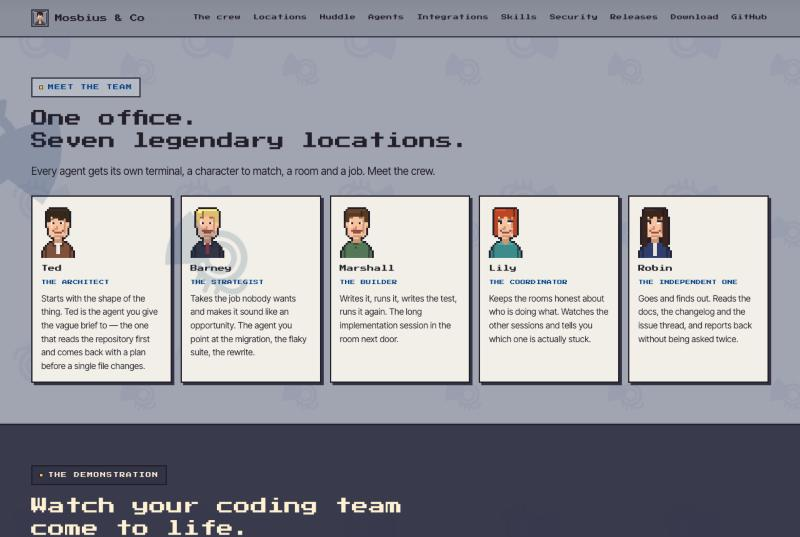 Mosbius & Co
The crew Locations Huddle Agents Integrations Skills Security Releases Download GitHub
MEET THE TEAM
One office.
Seven legendary locations.
Every agent gets its own terminal, a character to match, a room and a job. Meet the crew.
Ted
THE ARCHITECT
Starts with the shape of the
thing. Ted is the agent you give
the vague brief to — the one
that reads the repository first
and comes back with a plan
before a single file changes.
Barney
THE STRATEGIST
Takes the job nobody wants
and makes it sound like an
opportunity. The agent you
point at the migration, the flaky
suite, the rewrite.
Marshall
THE BUILDER
Writes it, runs it, writes the test,
runs it again. The long
implementation session in the
room next door.
Lily
THE COORDINATOR
Keeps the rooms honest about
who is doing what. Watches the
other sessions and tells you
which one is actually stuck.
Robin
THE INDEPENDENT ONE
Goes and finds out. Reads the
docs, the changelog and the
issue thread, and reports back
without being asked twice.
THE DEMONSTRATION
Watch your coding team
come to life.